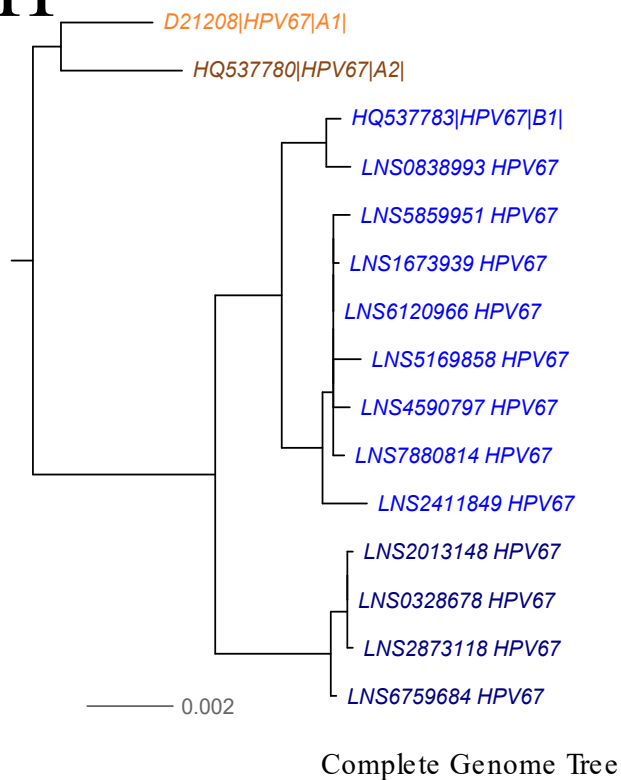 D21208|HPV67|A1|
HQ537780|HPV67|A2|
HQ537783|HPV67|B1|
LNS0838993 HPV67
LNS5859951 HPV67
LNS1673939 HPV67
LNS6120966 HPV67
LNS5169858 HPV67
LNS4590797 HPV67
LNS7880814 HPV67
LNS2411849 HPV67
LNS2013148 HPV67
LNS0328678 HPV67
LNS2873118 HPV67
LNS6759684 HPV67
0.002
Complete Genome Tree